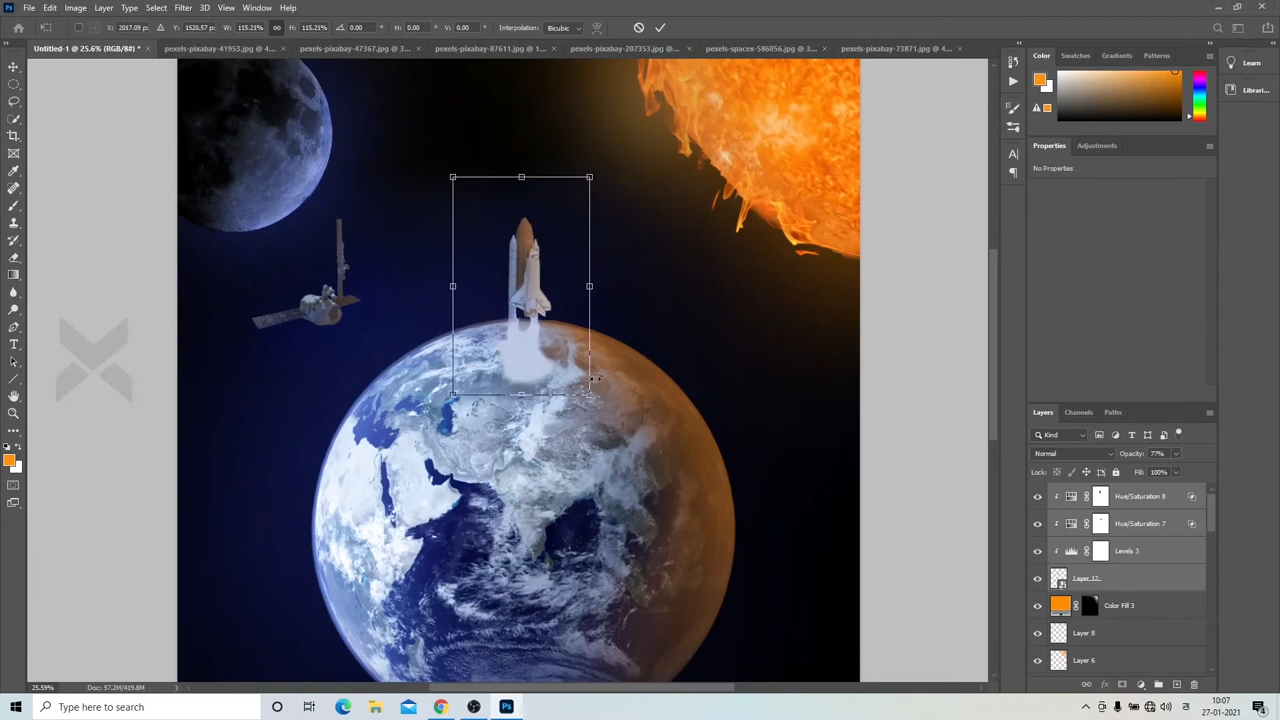 Ps File Edit Image Layer Type Select Filter 3D View Window Help
X: 2017.09 px Y: 1520.57 px W: 115.21% H: 115.21% 0.00 ° H: 0.00 ° V: 0.00 ° Interpolation: Bicubic
Untitled-1 @ 25.6% (RGB/8#) * × pexels-pixabay-41953.jpg @ 4... × pexels-pixabay-47367.jpg @ 3... × pexels-pixabay-87611.jpg @ 1... × pexels-pixabay-207353.jpg @... × pexels-spacex-586056.jpg @ 3... × pexels-pixabay-73871.jpg @ 4... ×
Color Swatches Gradients Patterns
Learn
Librari...
Properties Adjustments
No Properties
Layers Channels Paths
Kind
Normal Opacity: 77%
Lock: Fill: 100%
Hue/Saturation 8
Hue/Saturation 7
Levels 3
Layer 12
Color Fill 3
Layer 8
Layer 6
25.59% Doc: 57.2M/419.8M
Type here to search
Ps
10:07
27-01-2021
4